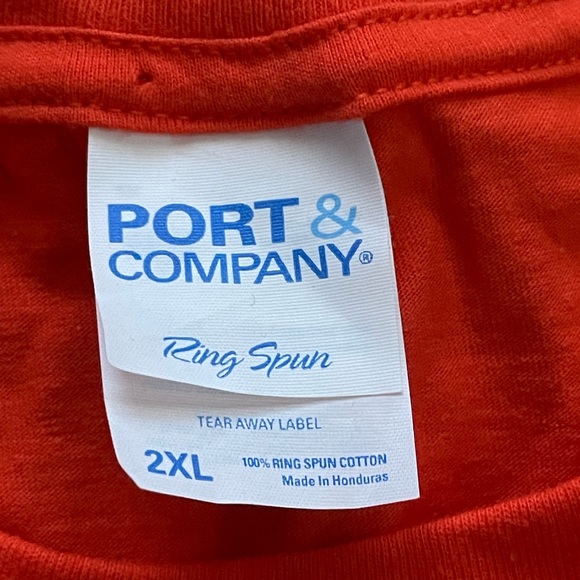 PORT &
COMPANY®
Ring Spun
TEAR AWAY LABEL
2XL
100% RING SPUN COTTON
Made In Honduras